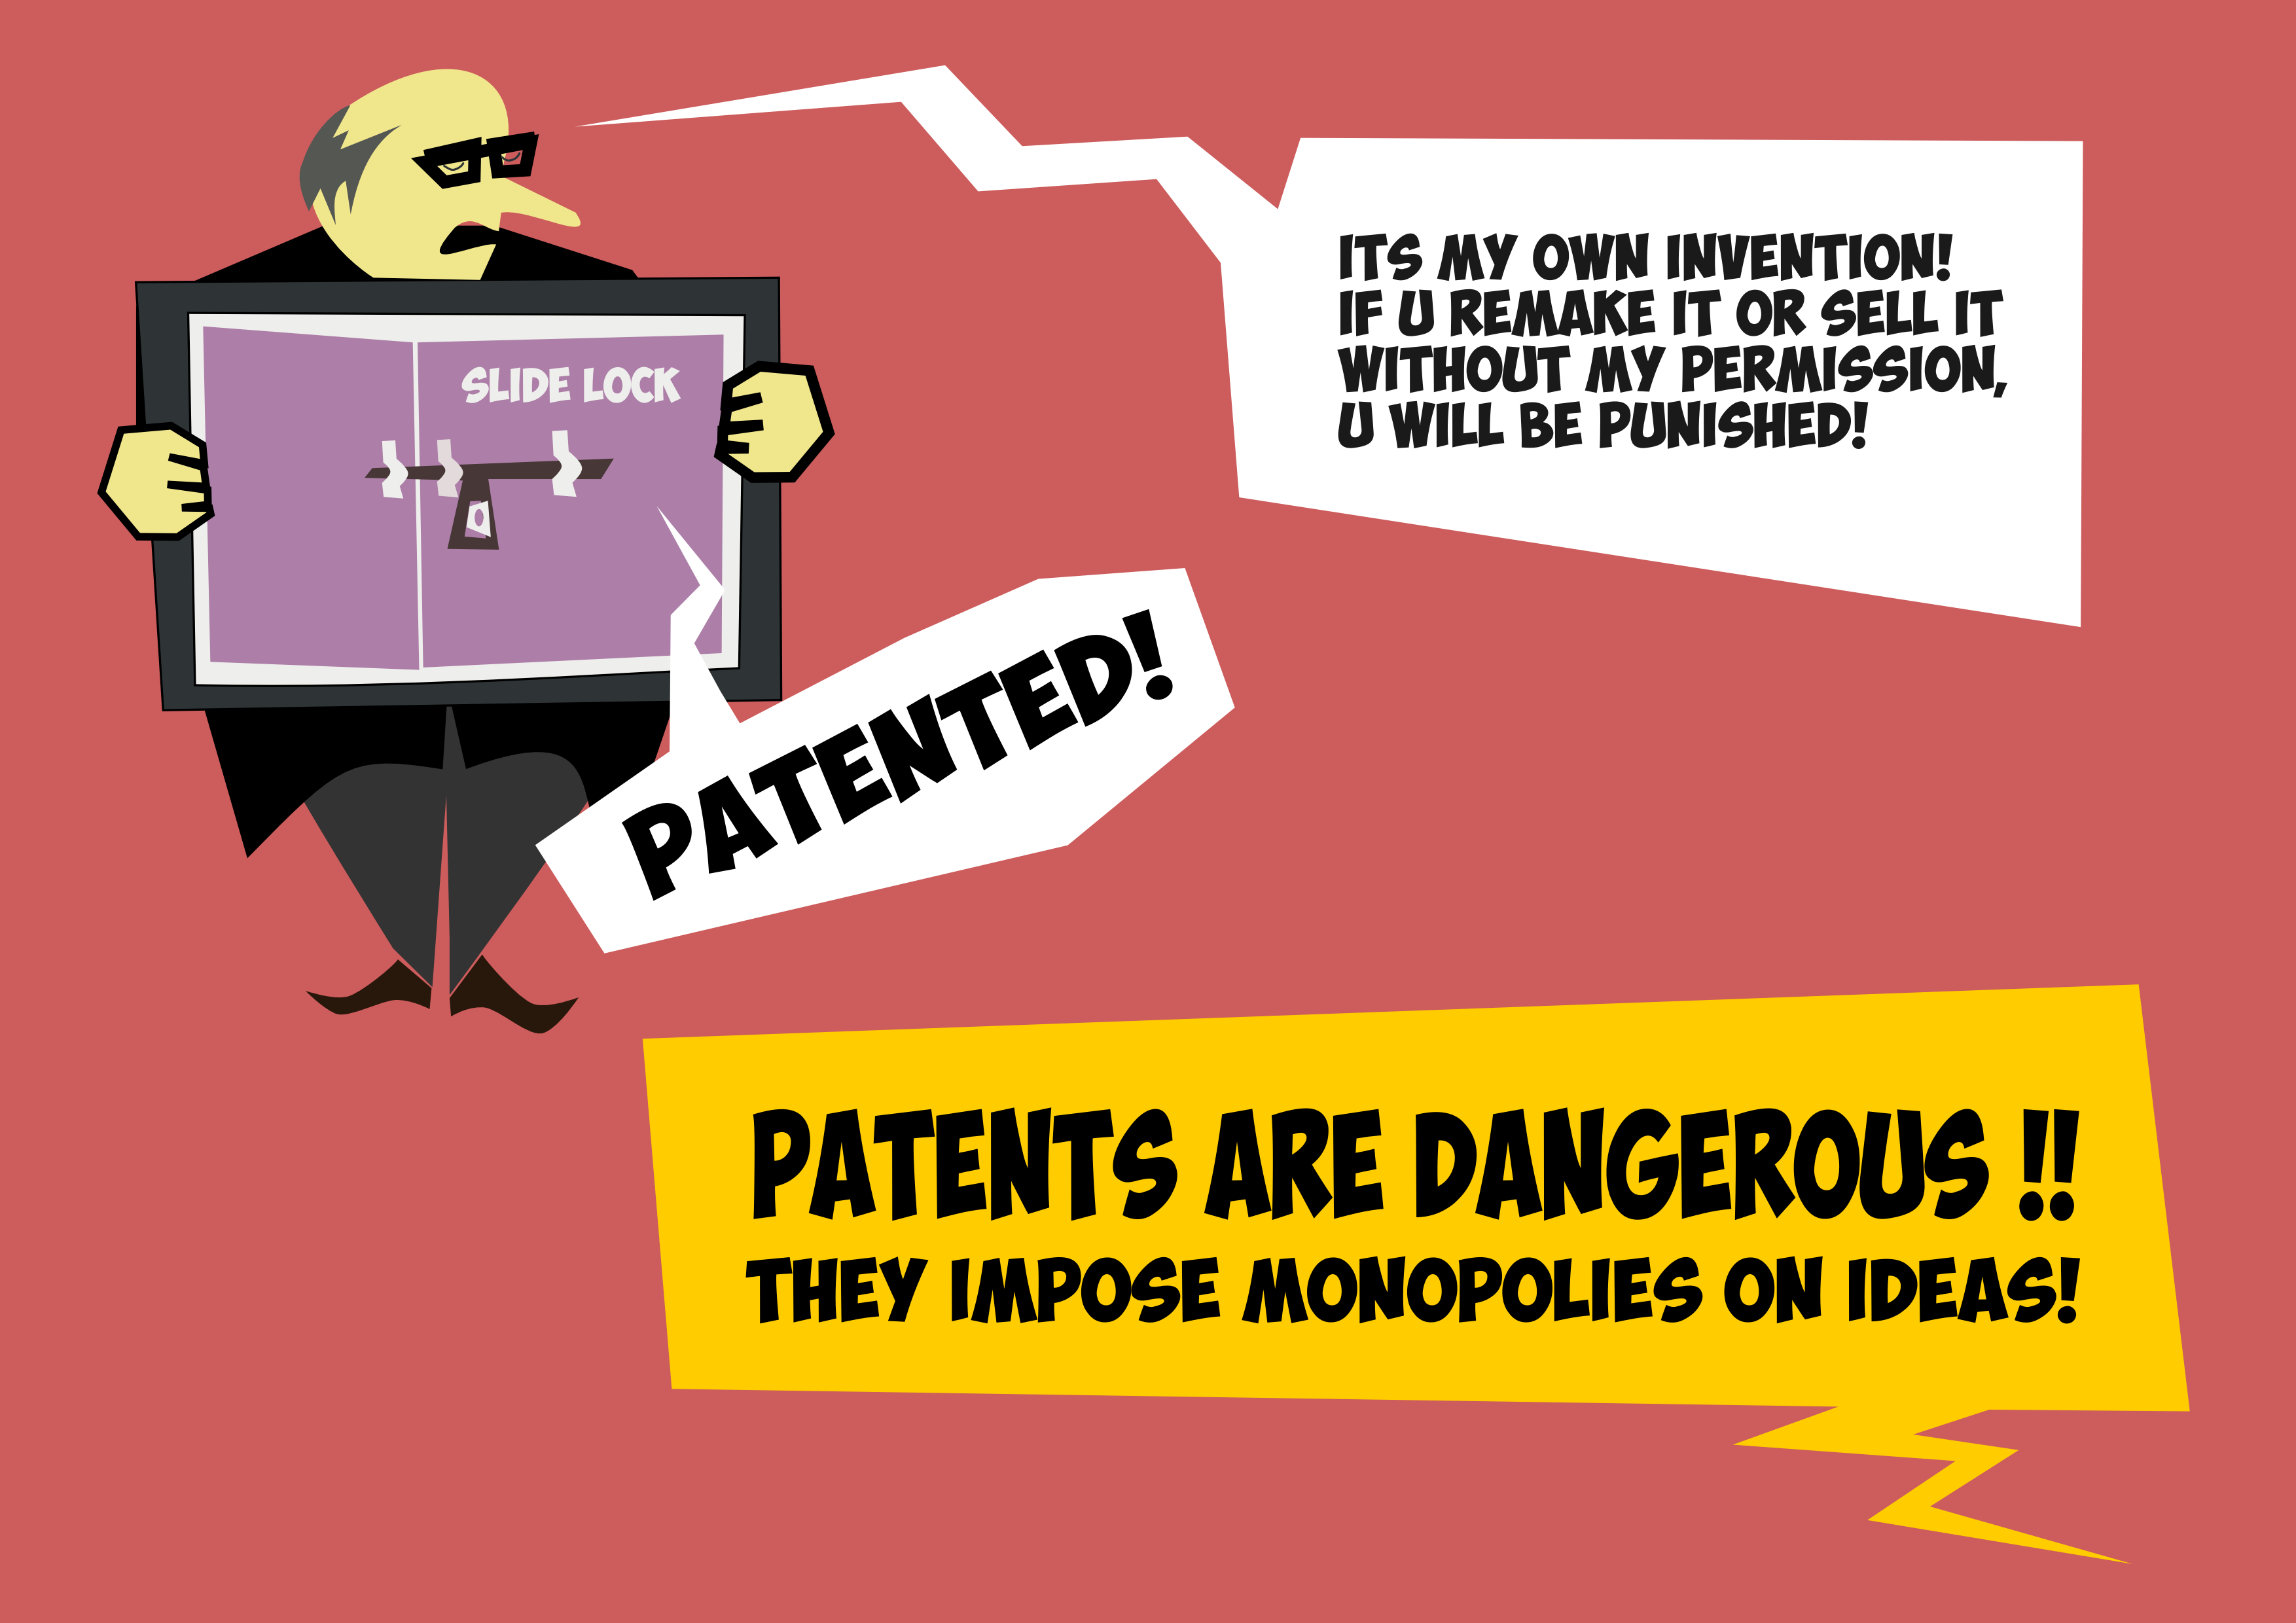 ITS MY OWN INVENTION!
IF U REMAKE IT OR SELL IT
WITHOUT MY PERMISSION,
U WILL BE PUNISHED!
SLIDE LOCK
PATENTED!
PATENTS ARE DANGEROUS !!
THEY IMPOSE MONOPOLIES ON IDEAS!